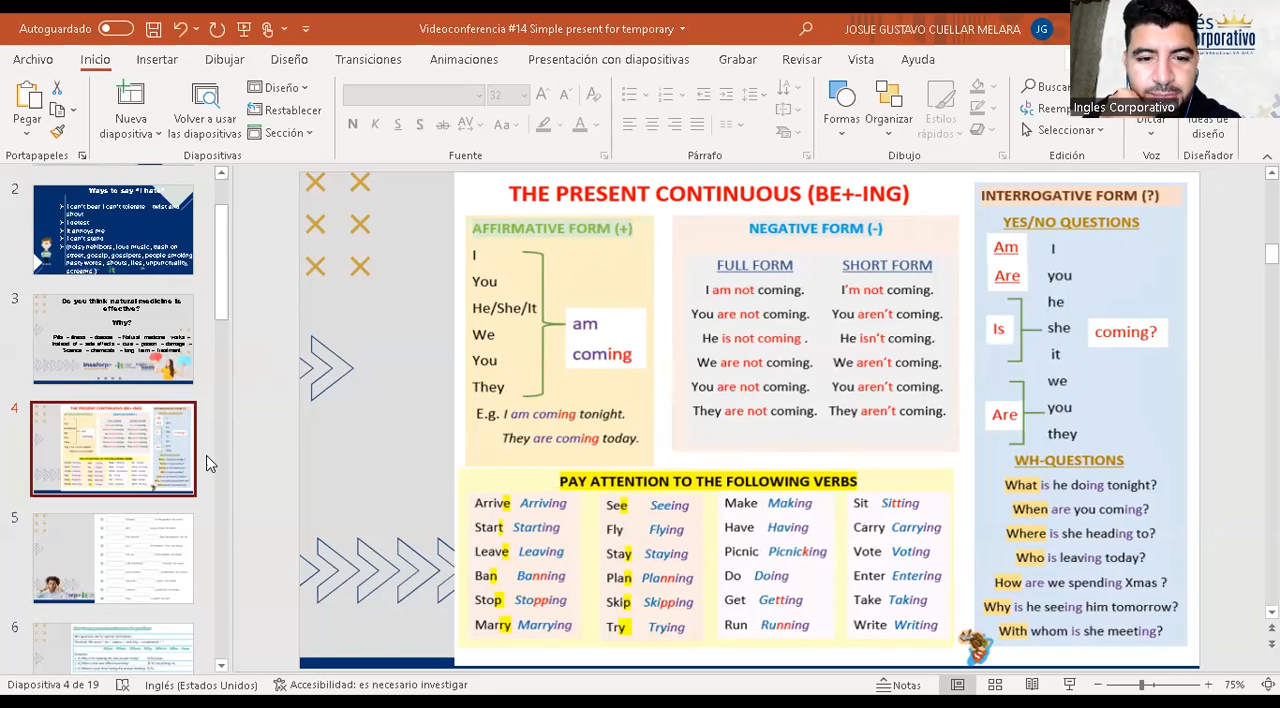 Autoguardado
Videoconferencia #14 Simple present for temporary
JOSUE GUSTAVO CUELLAR MELARA
JG
Archivo
Inicio
Insertar
Dibujar
Diseño
Transiciones
Animaciones
Presentación con diapositivas
Grabar
Revisar
Vista
Ayuda
Corporativo
Ingles Corporativo
Pegar
Nueva diapositiva
Volver a usar las diapositivas
Diseño
Restablecer
Sección
32
N K S S ab AV Aa A
Formas
Organizar
Estilos rápidos
Buscar
Seleccionar
Dictar
Ideas de diseño
Portapapeles
Diapositivas
Fuente
Párrafo
Dibujo
Edición
Voz
Diseñador
2
Ways to say "I hate"
3
Do you think natural medicine is effective?
Why?
4
5
6
THE PRESENT CONTINUOUS (BE+-ING)
AFFIRMATIVE FORM (+)
I
You
He/She/It
We
You
They
am
coming
E.g. I am coming tonight.
They are coming today.
NEGATIVE FORM (-)
FULL FORM
I am not coming.
You are not coming.
He is not coming .
We are not coming.
You are not coming.
They are not coming.
SHORT FORM
I'm not coming.
You aren't coming.
He isn't coming.
We aren't coming.
You aren't coming.
They aren't coming.
INTERROGATIVE FORM (?)
YES/NO QUESTIONS
Am I
Are you
Is
he
she
it
Are
we
you
they
coming?
WH-QUESTIONS
What is he doing tonight?
When are you coming?
Where is she heading to?
Who is leaving today?
How are we spending Xmas ?
Why is he seeing him tomorrow?
With whom is she meeting?
PAY ATTENTION TO THE FOLLOWING VERBS
Arrive Arriving See Seeing Make Making Sit Sitting
Start Starting Fly Flying Have Having Carry Carrying
Leave Leaving Stay Staying Picnic Picnicking Vote Voting
Ban Banning Plan Planning Do Doing Enter Entering
Stop Stopping Skip Skipping Get Getting Take Taking
Marry Marrying Try Trying Run Running Write Writing
Diapositiva 4 de 19
Inglés (Estados Unidos)
Accesibilidad: es necesario investigar
Notas
75%